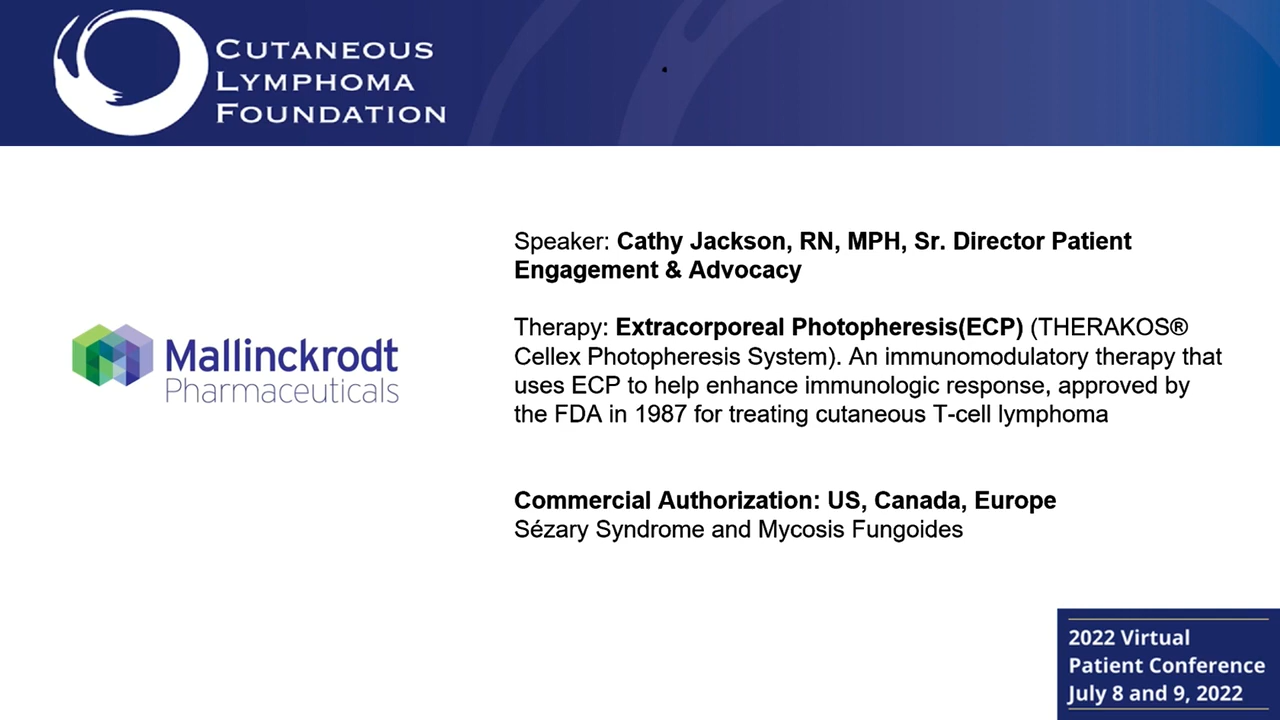 CUTANEOUS
LYMPHOMA
FOUNDATION
Speaker: Cathy Jackson, RN, MPH, Sr. Director Patient
Engagement & Advocacy
Therapy: Extracorporeal Photopheresis(ECP) (THERAKOS®
Cellex Photopheresis System). An immunomodulatory therapy that
uses ECP to help enhance immunologic response, approved by
the FDA in 1987 for treating cutaneous T-cell lymphoma
Mallinckrodt
Pharmaceuticals
Commercial Authorization: US, Canada, Europe
Sézary Syndrome and Mycosis Fungoides
2022 Virtual
Patient Conference
July 8 and 9, 2022